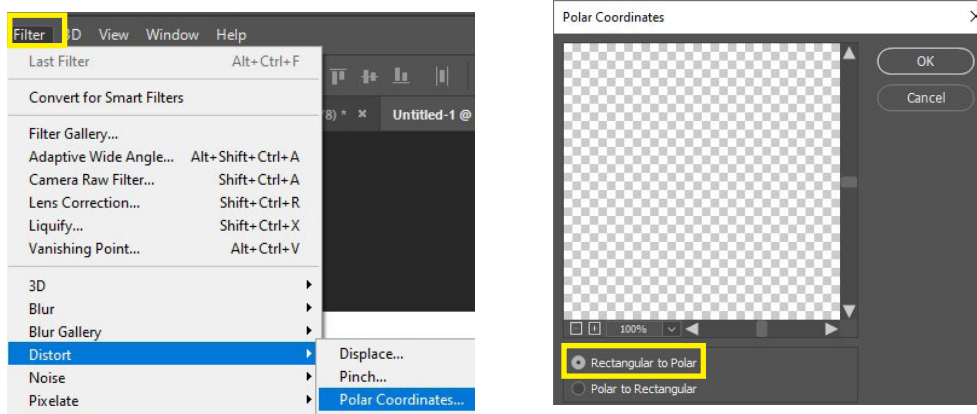 Filter 3D View Window Help
Last Filter Alt+Ctrl+F
Convert for Smart Filters
Filter Gallery...
Adaptive Wide Angle... Alt+Shift+Ctrl+A
Camera Raw Filter... Shift+Ctrl+A
Lens Correction... Shift+Ctrl+R
Liquify... Shift+Ctrl+X
Vanishing Point... Alt+Ctrl+V
3D
Blur
Blur Gallery
Distort
Noise
Pixelate
Displace...
Pinch...
Polar Coordinates...
/8) * ×
Untitled-1 @
Polar Coordinates
OK
Cancel
100%
Rectangular to Polar
Polar to Rectangular